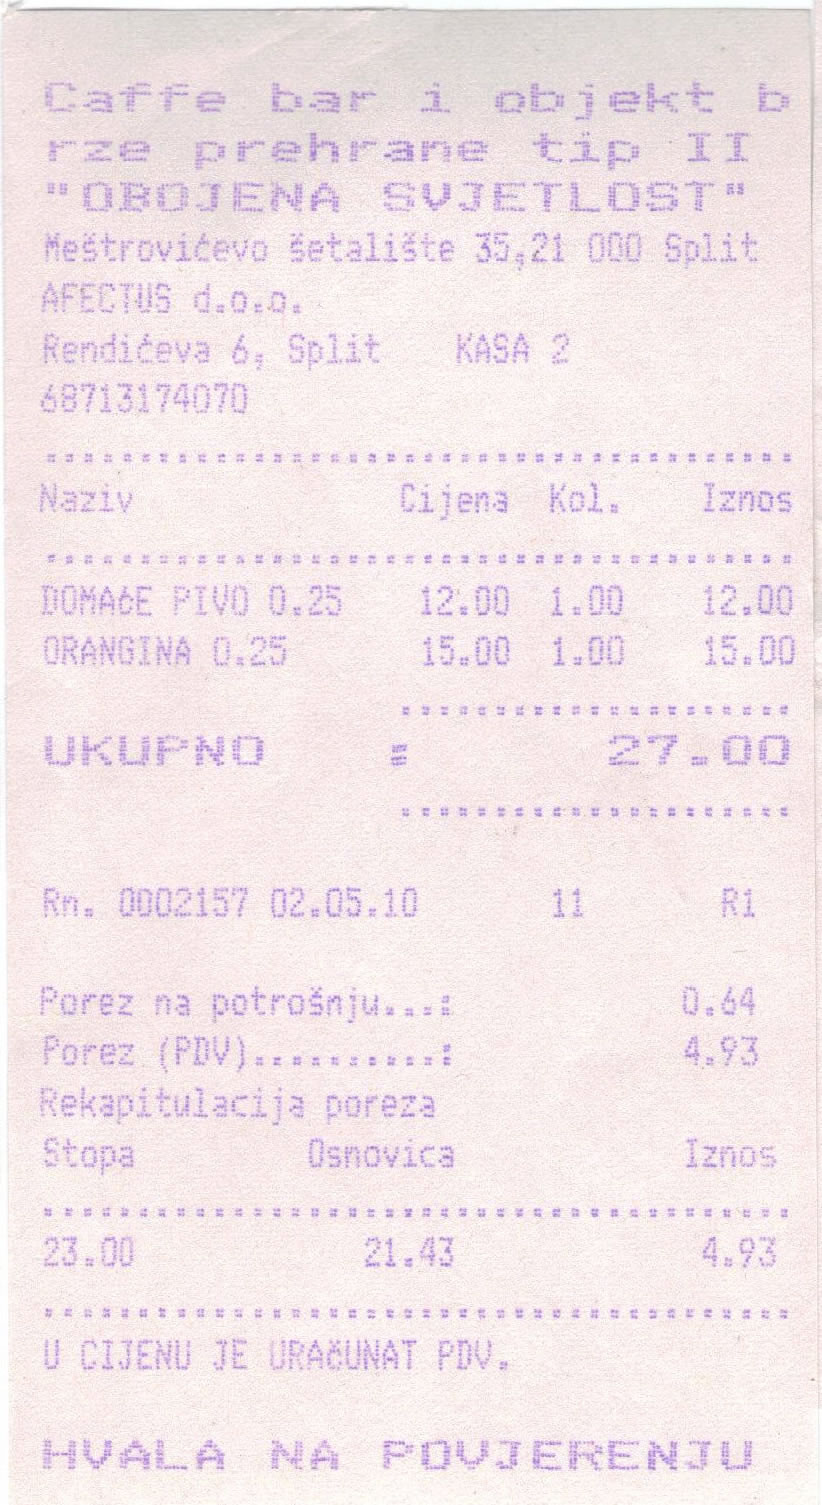 Caffe bar i objekt b
rze prehrane tip II
"OBOJENA SVJETLOST"
Meštrovićevo šetalište 35,21 000 Split
AFECTUS d.o.o.
Rendićeva 6, Split KASA 2
68713174070
Naziv Cijena Kol. Iznos
DOMAćE PIVO 0.25 12.00 1.00 12.00
ORANGINA 0.25 15.00 1.00 15.00
UKUPNO : 27.00
Rn. 0002157 02.05.10 11 R1
Porez na potrošnju...: 0.64
Porez (PDV)..........: 4.93
Rekapitulacija poreza
Stopa Osnovica Iznos
23.00 21.43 4.93
U CIJENU JE URAčUNAT PDV.
HVALA NA POVJERENJU